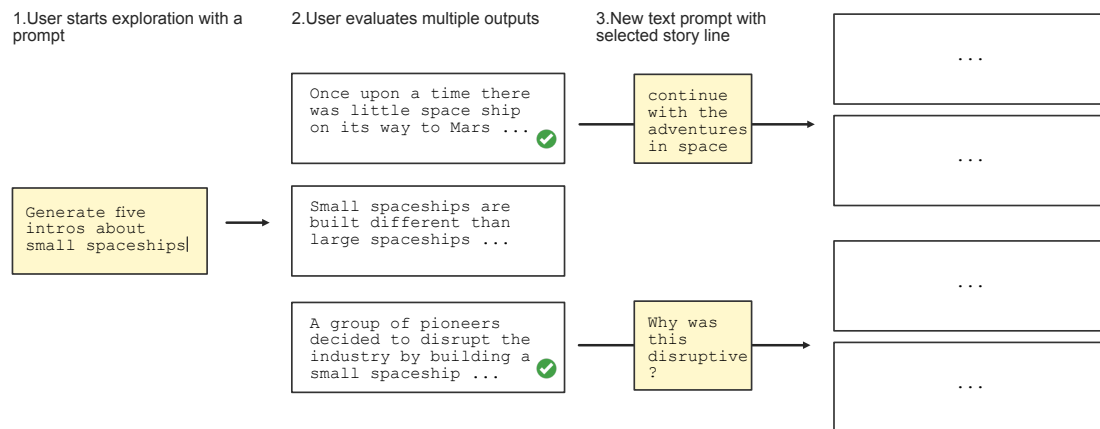 1.User starts exploration with a
prompt
2.User evaluates multiple outputs
3.New text prompt with
selected story line
Generate five
intros about
small spaceships
Once upon a time there
was little space ship
on its way to Mars ...
Small spaceships are
built different than
large spaceships ...
A group of pioneers
decided to disrupt the
industry by building a
small spaceship ...
continue
with the
adventures
in space
Why was
this
disruptive
?
...
...
...
...